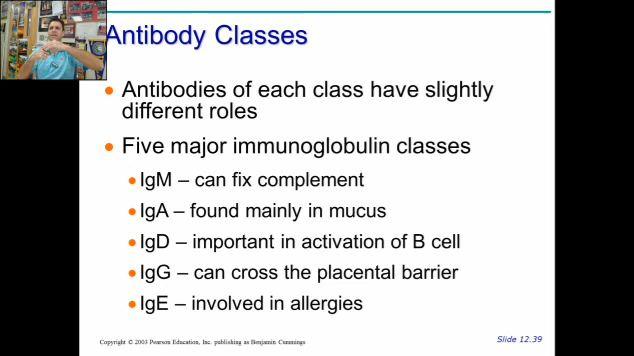 Antibody Classes
• Antibodies of each class have slightly
different roles
• Five major immunoglobulin classes
• IgM – can fix complement
• IgA – found mainly in mucus
• IgD – important in activation of B cell
• IgG – can cross the placental barrier
• IgE – involved in allergies
Copyright © 2003 Pearson Education, Inc. publishing as Benjamin Cummings
Slide 12.39